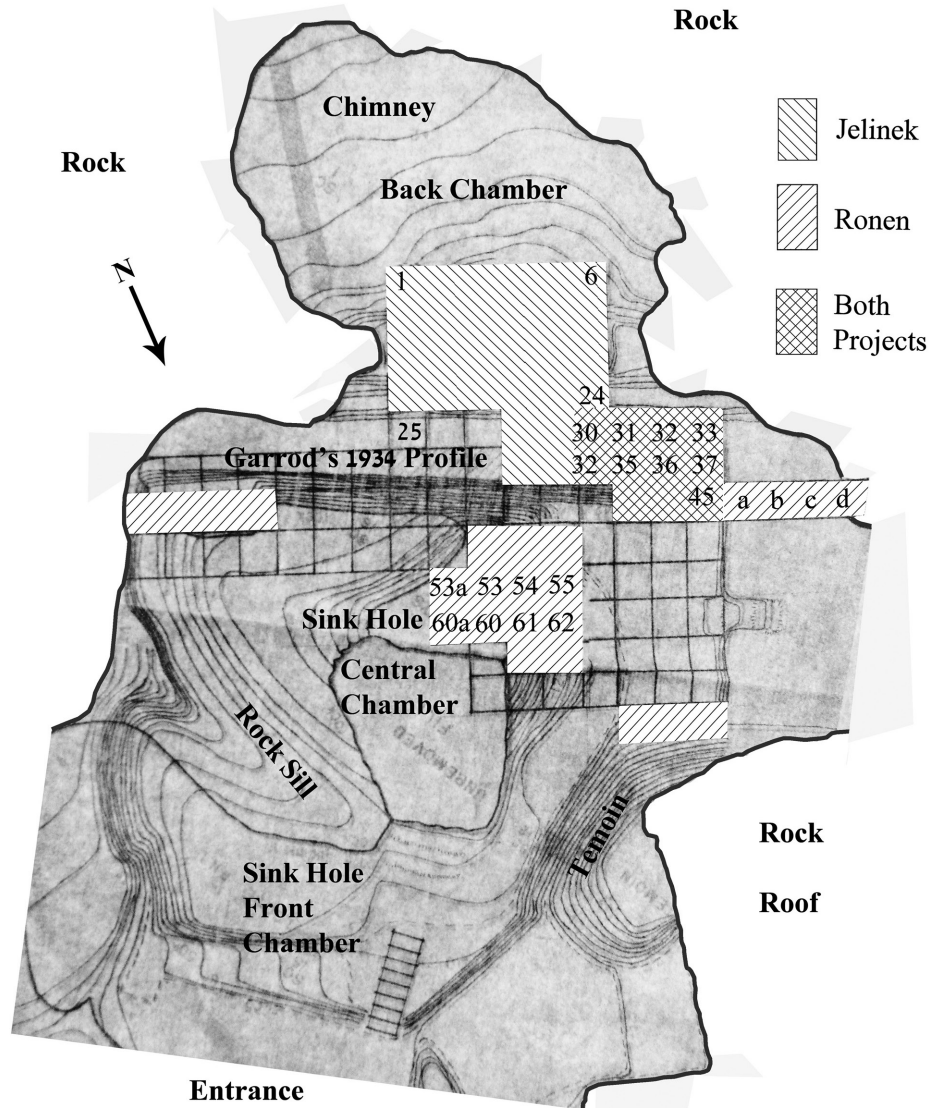 Rock
Chimney
Jelinek
Rock
Back Chamber
Ronen
N
1 6
Both
Projects
24
25
30 31 32 33
Garrod's 1934 Profile
32 35 36 37
45 a b c d
53a 53 54 55
Sink Hole
60a 60 61 62
Central
Chamber
REMOVED
Rock Sill
Temoin
Rock
Sink Hole
Front
Chamber
Roof
Entrance